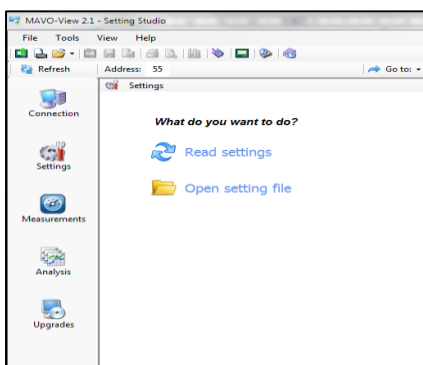 MAVO-View 2.1 - Setting Studio
File Tools View Help
Refresh Address: 55 Go to:
Settings
Connection
What do you want to do?
Read settings
Settings
Open setting file
Measurements
Analysis
Upgrades